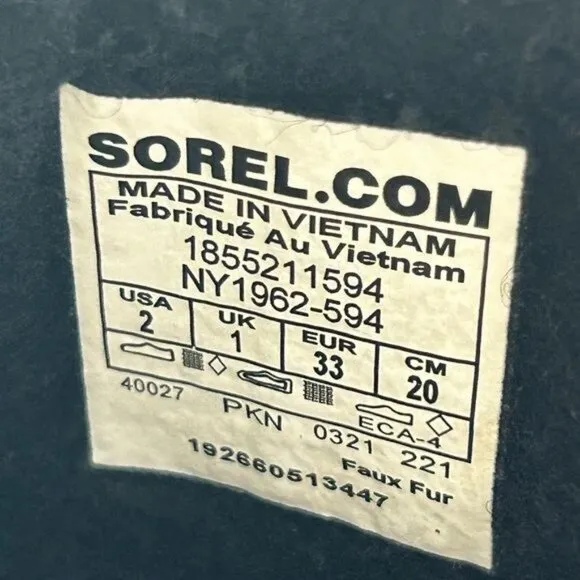 SOREL.COM
MADE IN VIETNAM
Fabriqué Au Vietnam
1855211594
NY1962-594
USA UK EUR CM
2 1 33 20
40027 PKN 0321 ECA-4 221
Faux Fur
192660513447